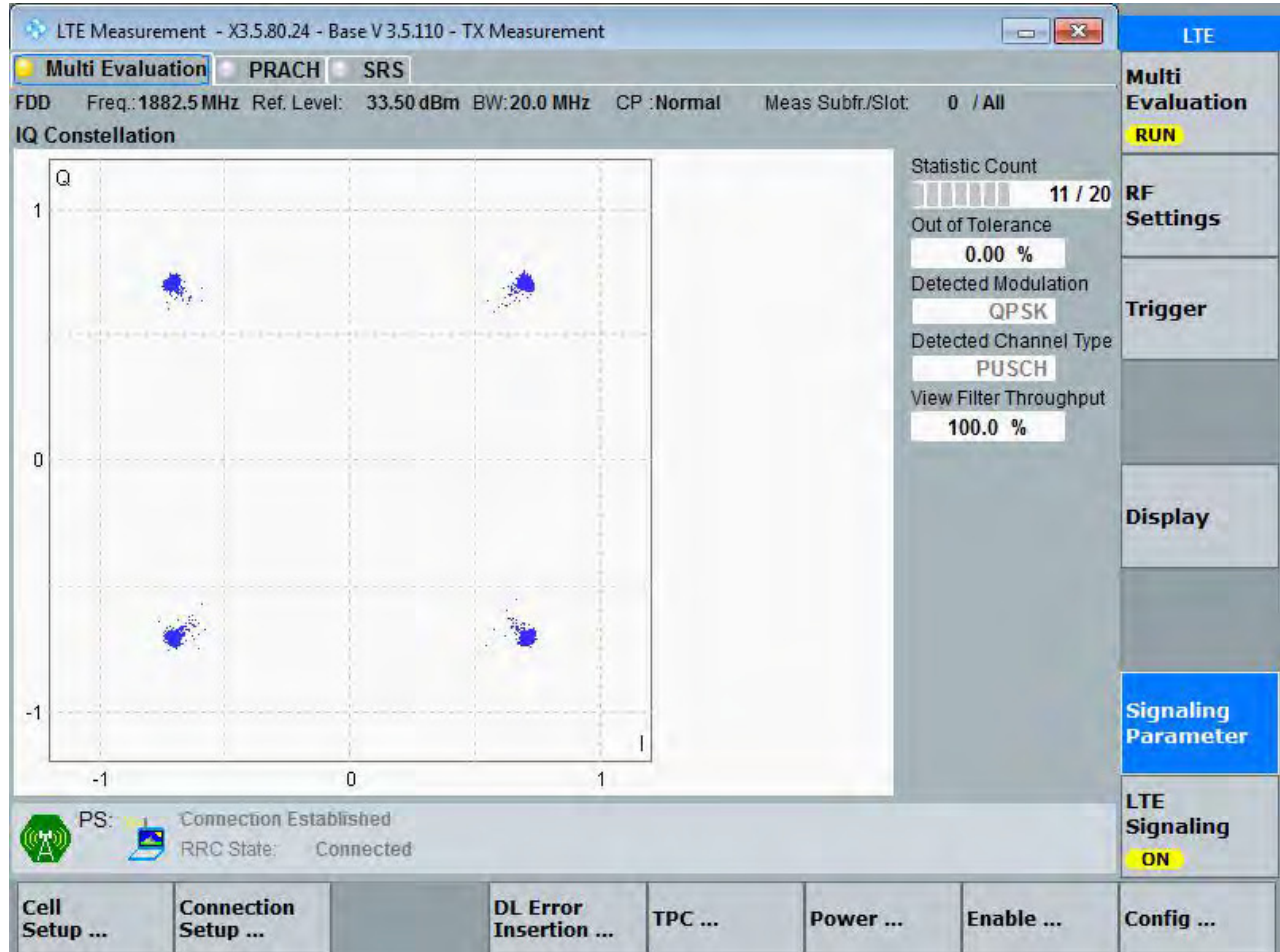 LTE Measurement - X3.5.80.24 - Base V 3.5.110 - TX Measurement
LTE
Multi Evaluation PRACH SRS
FDD Freq.: 1882.5 MHz Ref. Level: 33.50 dBm BW: 20.0 MHz CP : Normal Meas Subfr./Slot: 0 / All
IQ Constellation
Q
1
0
-1
-1 0 1
I
Statistic Count
11 / 20
Out of Tolerance
0.00 %
Detected Modulation
QPSK
Detected Channel Type
PUSCH
View Filter Throughput
100.0 %
Multi
Evaluation
RUN
RF
Settings
Trigger
Display
Signaling
Parameter
LTE
Signaling
ON
PS: Connection Established
RRC State: Connected
Cell
Setup ...
Connection
Setup ...
DL Error
Insertion ...
TPC ...
Power ...
Enable ...
Config ...